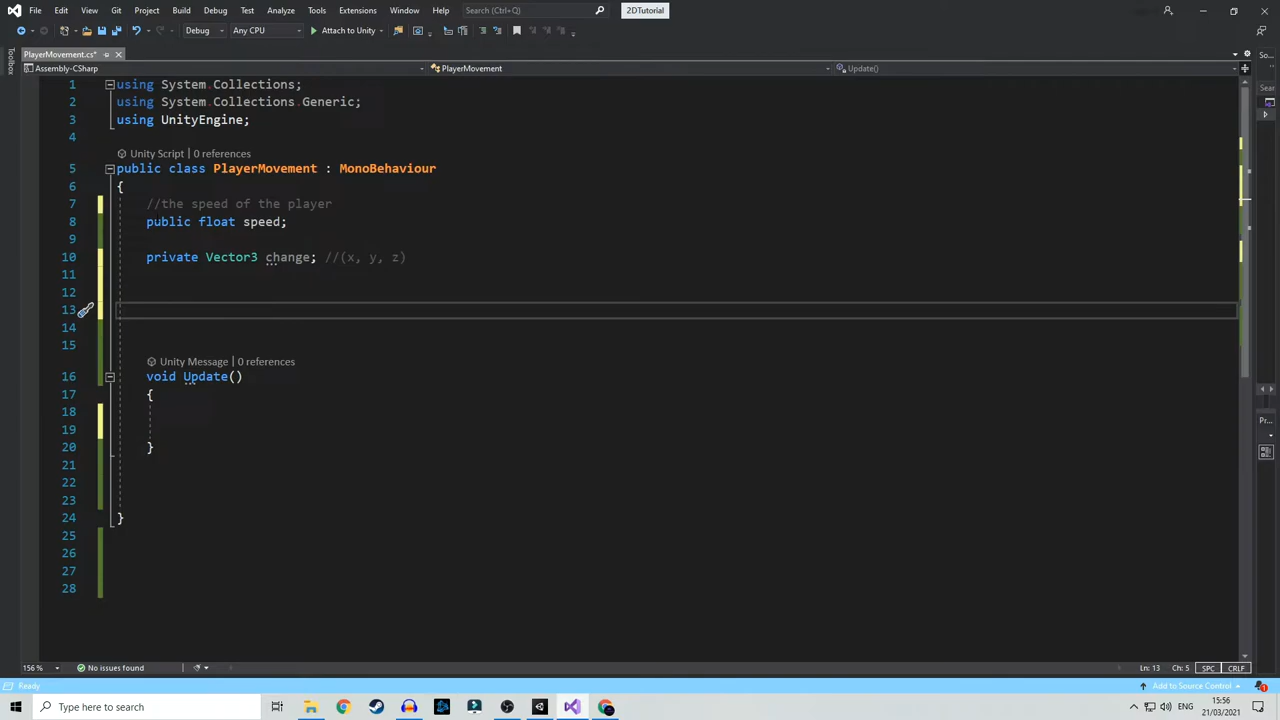 File Edit View Git Project Build Debug Test Analyze Tools Extensions Window Help Search (Ctrl+Q) 2DTutorial
Debug Any CPU Attach to Unity
PlayerMovement.cs*
Toolbox
Assembly-CSharp PlayerMovement Update()
So...
Sear
Pr...
1 using System.Collections;
2 using System.Collections.Generic;
3 using UnityEngine;
4
Unity Script | 0 references
5 public class PlayerMovement : MonoBehaviour
6 {
7 //the speed of the player
8 public float speed;
9
10 private Vector3 change; //(x, y, z)
11
12
13
14
15
Unity Message | 0 references
16 void Update()
17 {
18
19
20 }
21
22
23
24 }
25
26
27
28
156 % No issues found Ln: 13 Ch: 5 SPC CRLF
Ready Add to Source Control 1
Type here to search ENG 15:56
21/03/2021